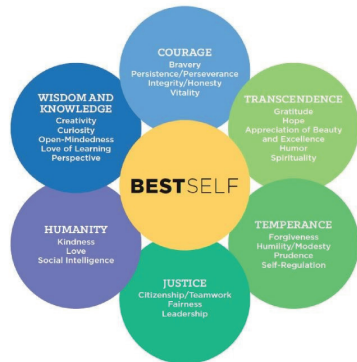 COURAGE
Bravery
Persistence/Perseverance
Integrity/Honesty
Vitality
WISDOM AND
KNOWLEDGE
Creativity
Curiosity
Open-Mindedness
Love of Learning
Perspective
TRANSCENDENCE
Gratitude
Hope
Appreciation of Beauty
and Excellence
Humor
Spirituality
BESTSELF
HUMANITY
Kindness
Love
Social Intelligence
TEMPERANCE
Forgiveness
Humility/Modesty
Prudence
Self-Regulation
JUSTICE
Citizenship/Teamwork
Fairness
Leadership